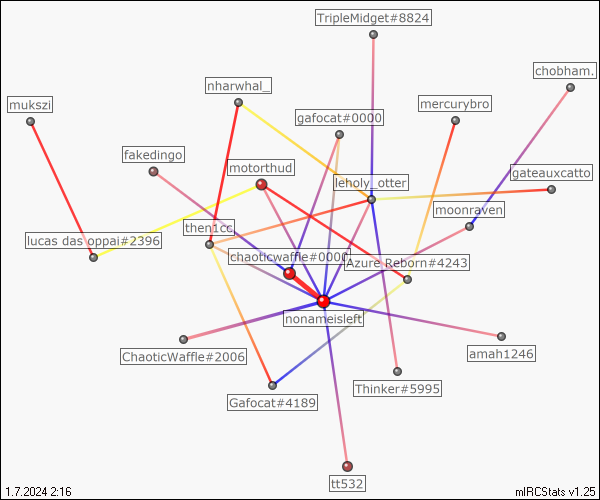 TripleMidget#8824
chobham.
nharwhal_
mukszi
mercurybro
gafocat#0000
fakedingo
motorthud
gateauxcatto
leholy_otter
moonraven
then1cc
lucas das oppai#2396
chaoticwaffle#0000
Azure Reborn#4243
nonameisleft
ChaoticWaffle#2006
amah1246
Thinker#5995
Gafocat#4189
tt532
1.7.2024 2:16
mIRCStats v1.25